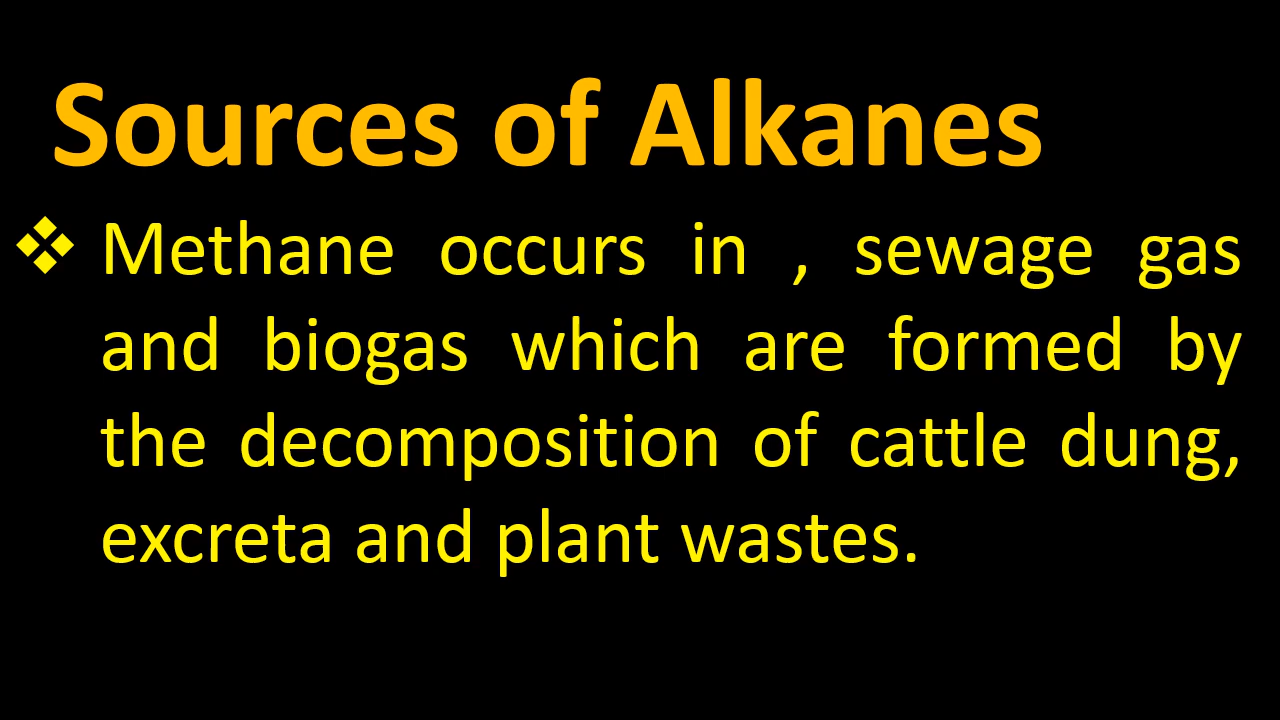 Sources of Alkanes
❖ Methane occurs in , sewage gas
and biogas which are formed by
the decomposition of cattle dung,
excreta and plant wastes.